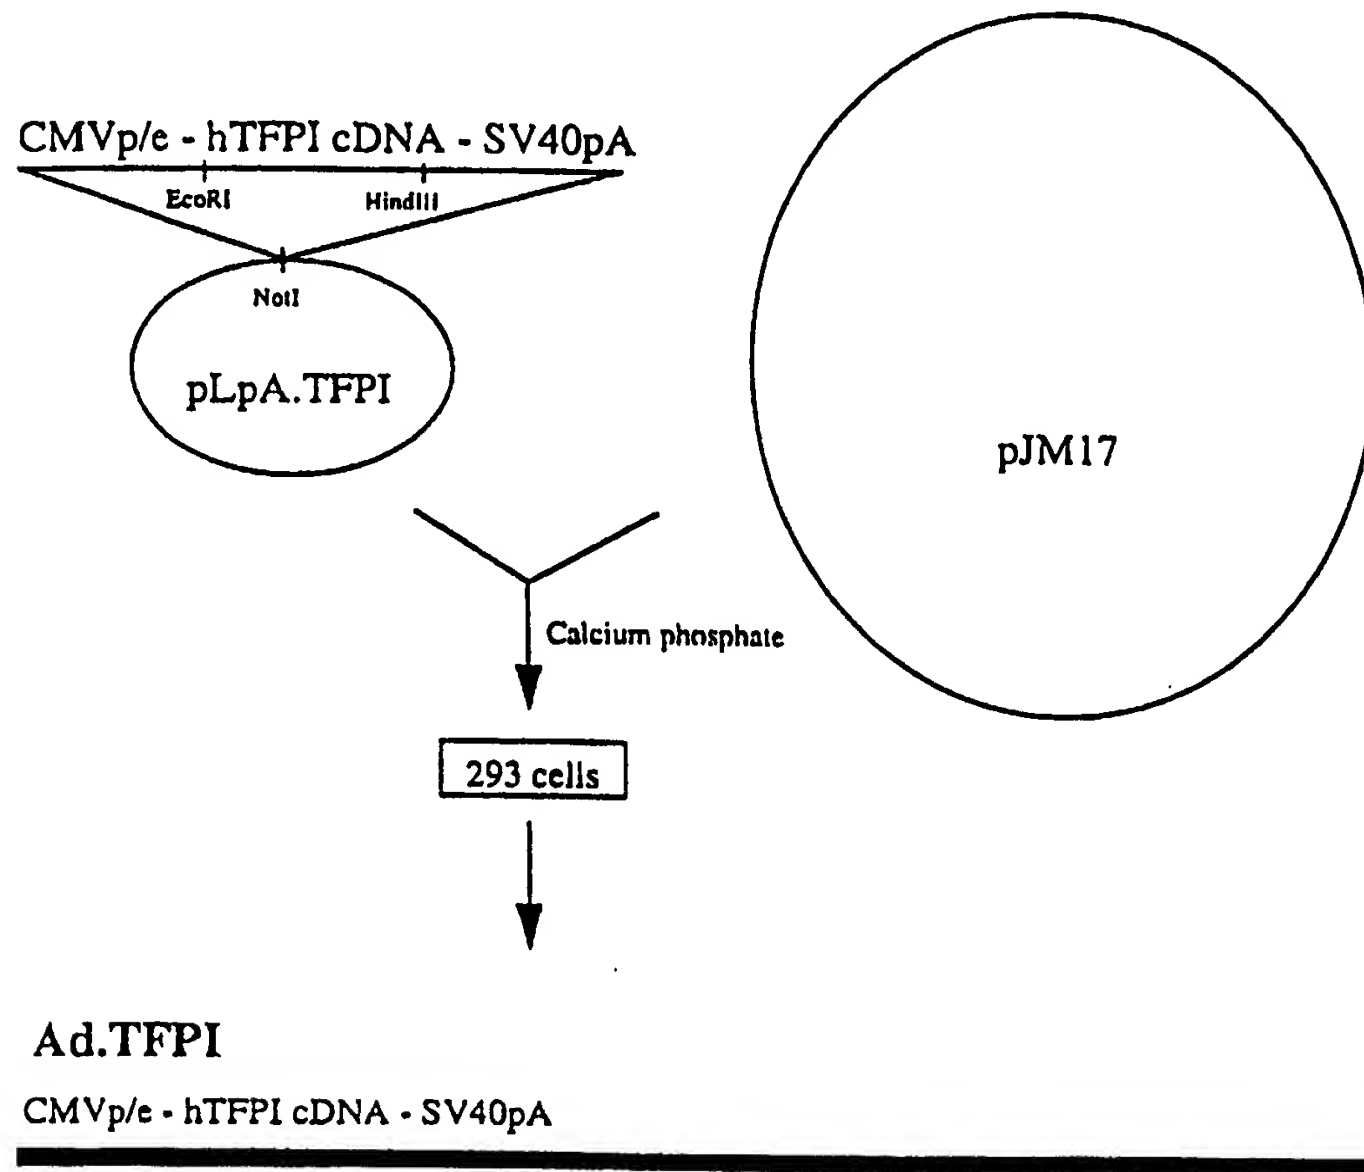 CMVp/e - hTFPI cDNA - SV40pA
EcoRI
HindIII
NotI
pLpA.TFPI
pJM17
Calcium phosphate
293 cells
Ad.TFPI
CMVp/e - hTFPI cDNA - SV40pA